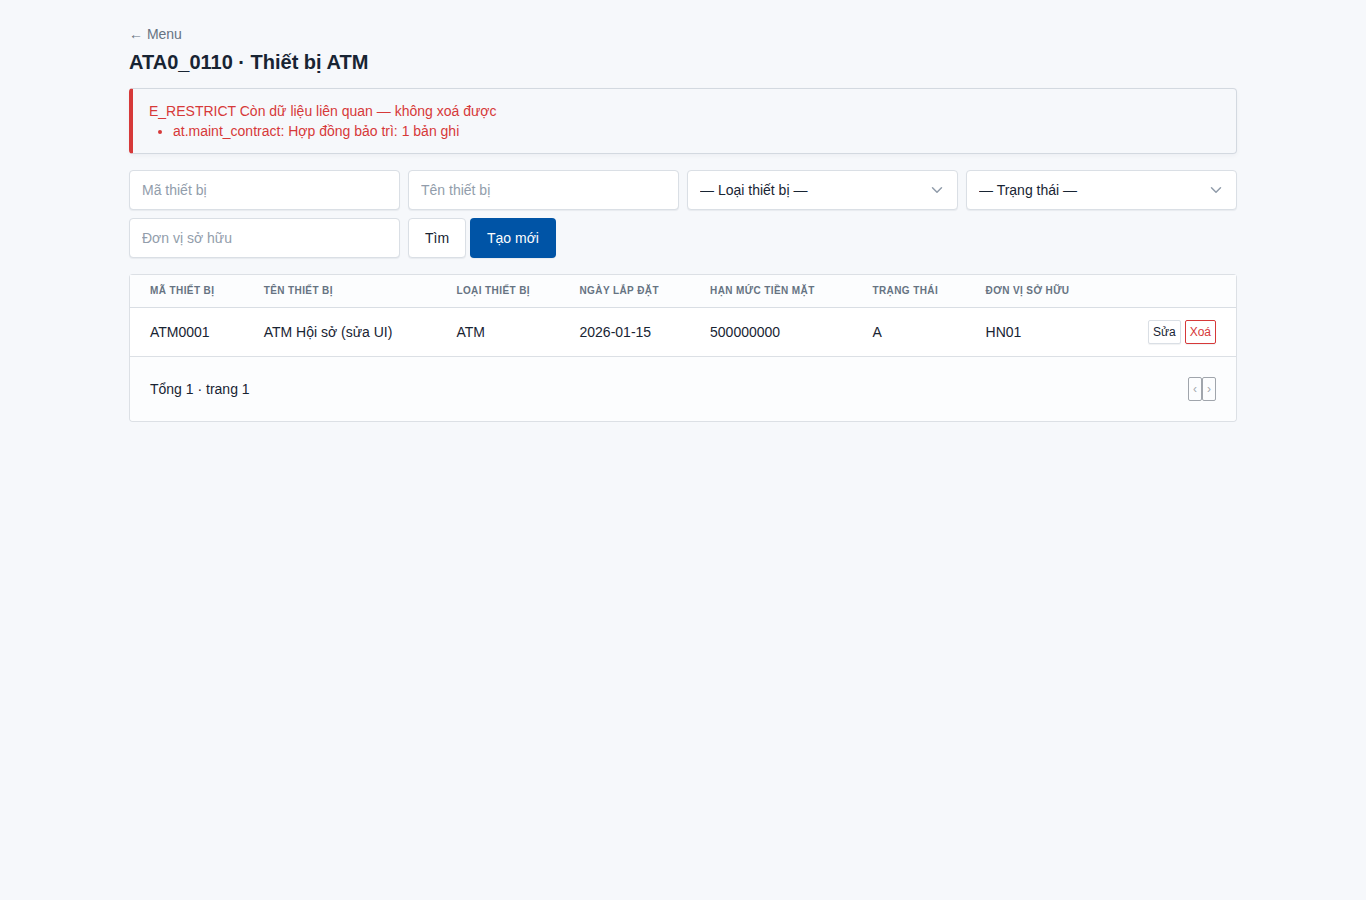 ← Menu
ATA0_0110 · Thiết bị ATM
E_RESTRICT Còn dữ liệu liên quan — không xoá được
• at.maint_contract: Hợp đồng bảo trì: 1 bản ghi
Mã thiết bị
Tên thiết bị
— Loại thiết bị —
— Trạng thái —
Đơn vị sở hữu
Tìm
Tạo mới
MÃ THIẾT BỊ TÊN THIẾT BỊ LOẠI THIẾT BỊ NGÀY LẮP ĐẶT HẠN MỨC TIỀN MẶT TRẠNG THÁI ĐƠN VỊ SỞ HỮU
ATM0001 ATM Hội sở (sửa UI) ATM 2026-01-15 500000000 A HN01 Sửa Xoá
Tổng 1 · trang 1 ‹ ›